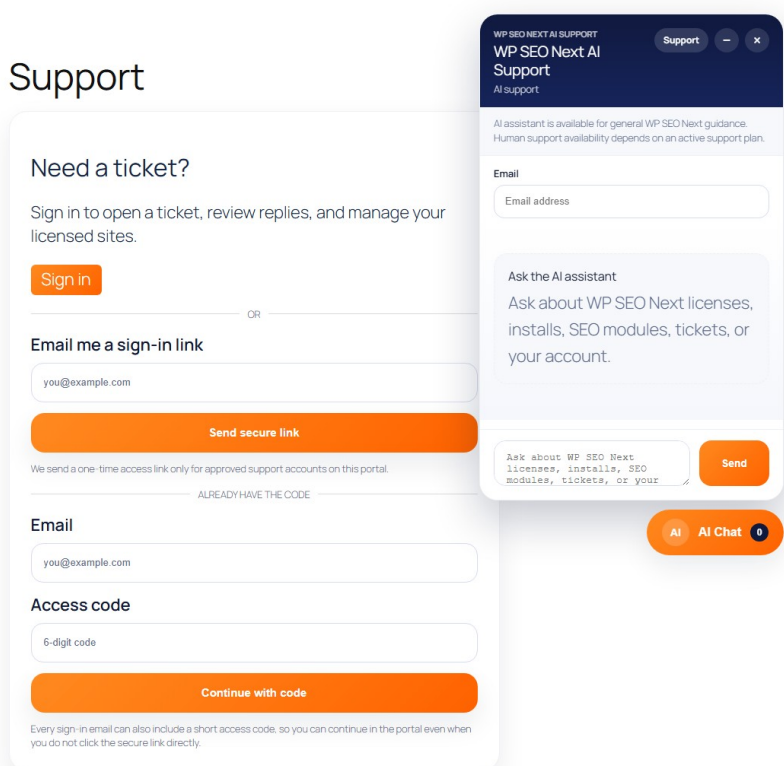 Support
Need a ticket?
Sign in to open a ticket, review replies, and manage your
licensed sites.
Sign in
OR
Email me a sign-in link
you@example.com
Send secure link
We send a one-time access link only for approved support accounts on this portal.
ALREADY HAVE THE CODE
Email
you@example.com
Access code
6-digit code
Continue with code
Every sign-in email can also include a short access code, so you can continue in the portal even when
you do not click the secure link directly.
WP SEO NEXT AI SUPPORT
WP SEO Next AI
Support
AI support
Support
–
×
AI assistant is available for general WP SEO Next guidance.
Human support availability depends on an active support plan.
Email
Email address
Ask the AI assistant
Ask about WP SEO Next licenses,
installs, SEO modules, tickets, or
your account.
Ask about WP SEO Next
licenses, installs, SEO
modules, tickets, or your
Send
AI
AI Chat
0